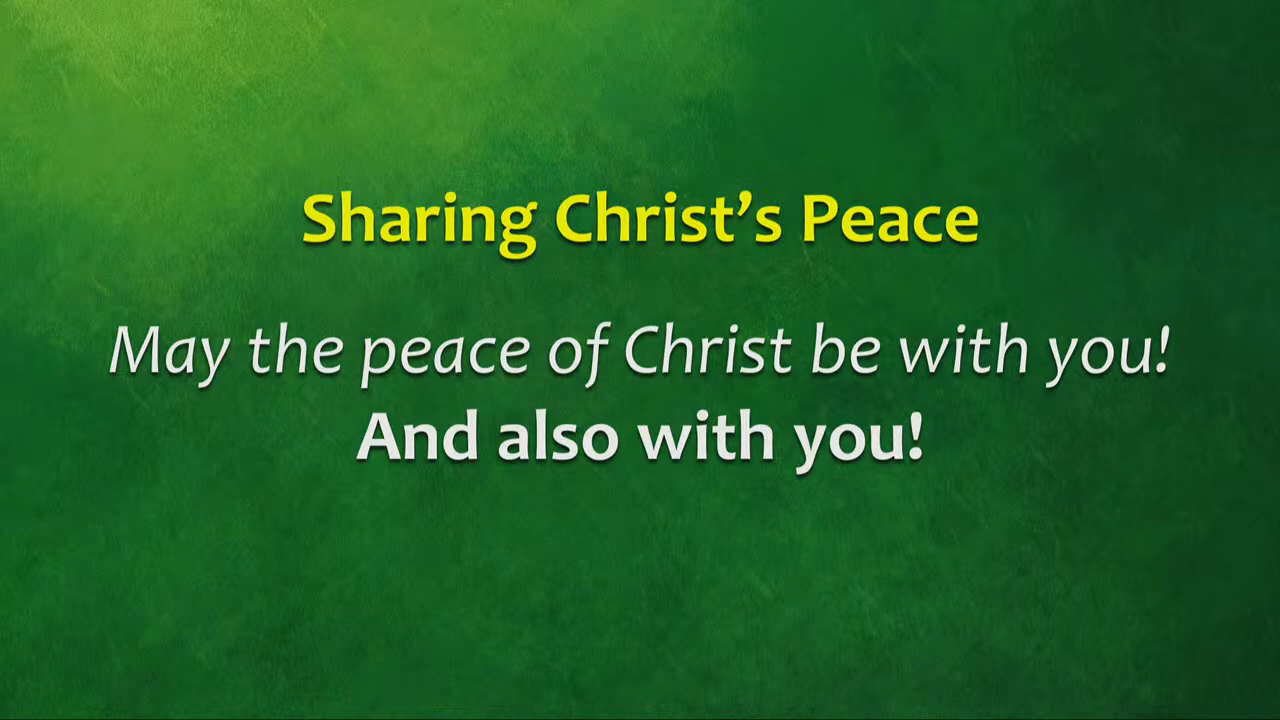 Sharing Christ’s Peace
May the peace of Christ be with you!
And also with you!